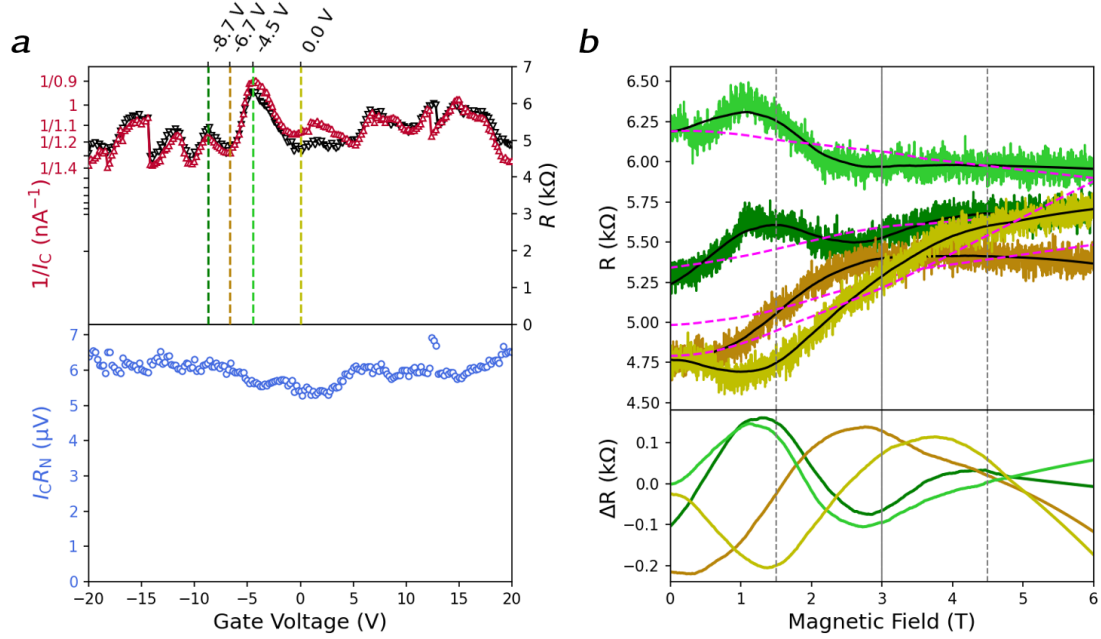 a
-8.7 V
-6.7 V
-4.5 V
0.0 V
1/0.9
1
1/1.1
1/1.2
1/1.4
1/I_C (nA⁻¹)
7
6
5
4
3
2
1
0
R (kΩ)
7
6
5
4
3
2
1
0
I_CR_N (μV)
−20 −15 −10 −5 0 5 10 15 20
Gate Voltage (V)
b
6.50
6.25
6.00
5.75
5.50
5.25
5.00
4.75
4.50
R (kΩ)
0.1
0.0
−0.1
−0.2
ΔR (kΩ)
0 1 2 3 4 5 6
Magnetic Field (T)